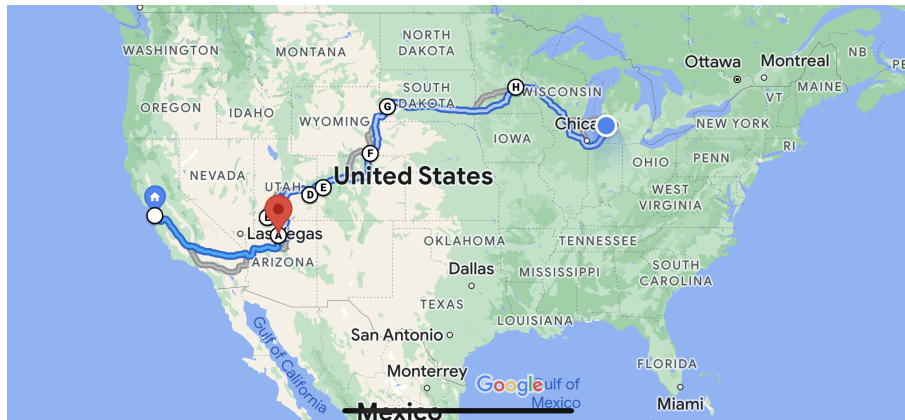 WASHINGTON
MONTANA
NORTH
DAKOTA
Ottawa
Montreal
NB
MAINE
OREGON
IDAHO
WYOMING
SOUTH
DAKOTA
G
H
WISCONSIN
VT
NEW YORK
Chica
IOWA
RI
NEVADA
UTAH
D
E
F
United States
OHIO
PENN
WEST
VIRGINIA
Las Vegas
A
ARIZONA
OKLAHOMA
TENNESSEE
Dallas
MISSISSIPPI
SOUTH
CAROLINA
TEXAS
LOUISIANA
San Antonio
Gulf of California
FLORIDA
Monterrey
Google
Gulf of
Mexico
Miami
Mexico